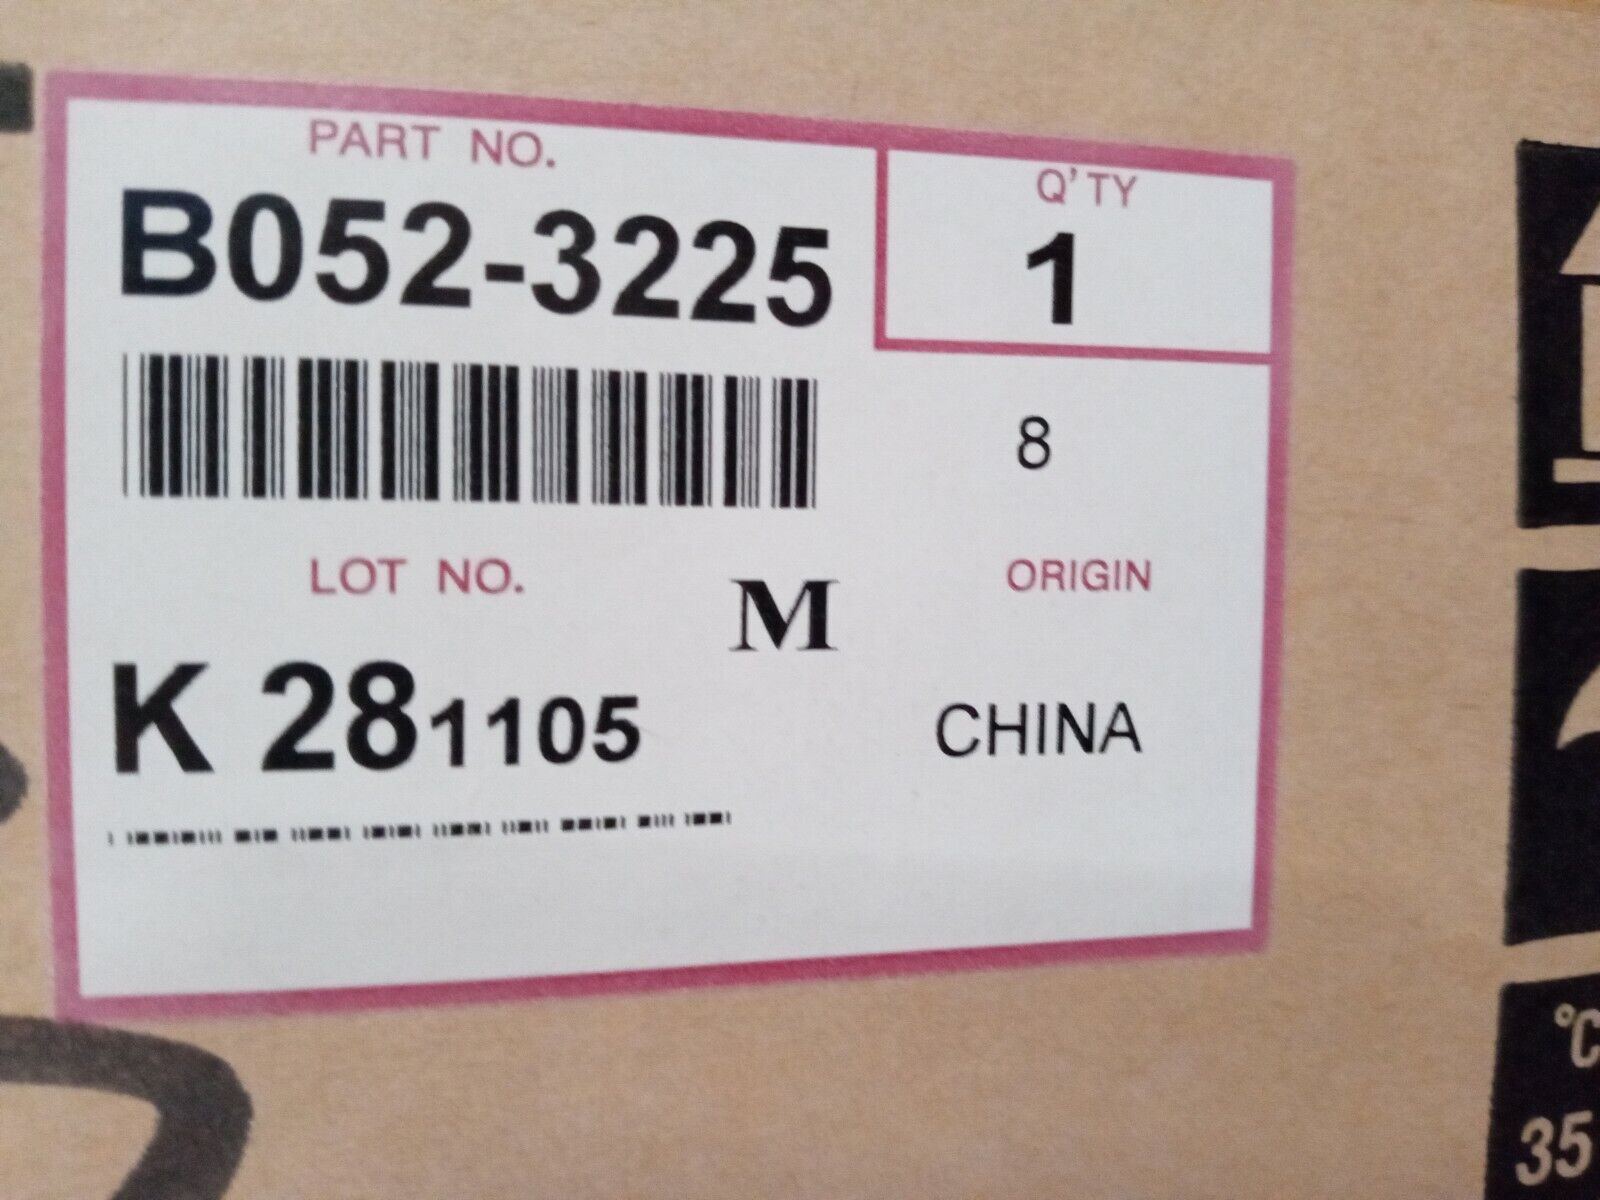 PART NO.
B052-3225
Q'TY
1
8
LOT NO.
M
K 281105
ORIGIN
CHINA
°C
35